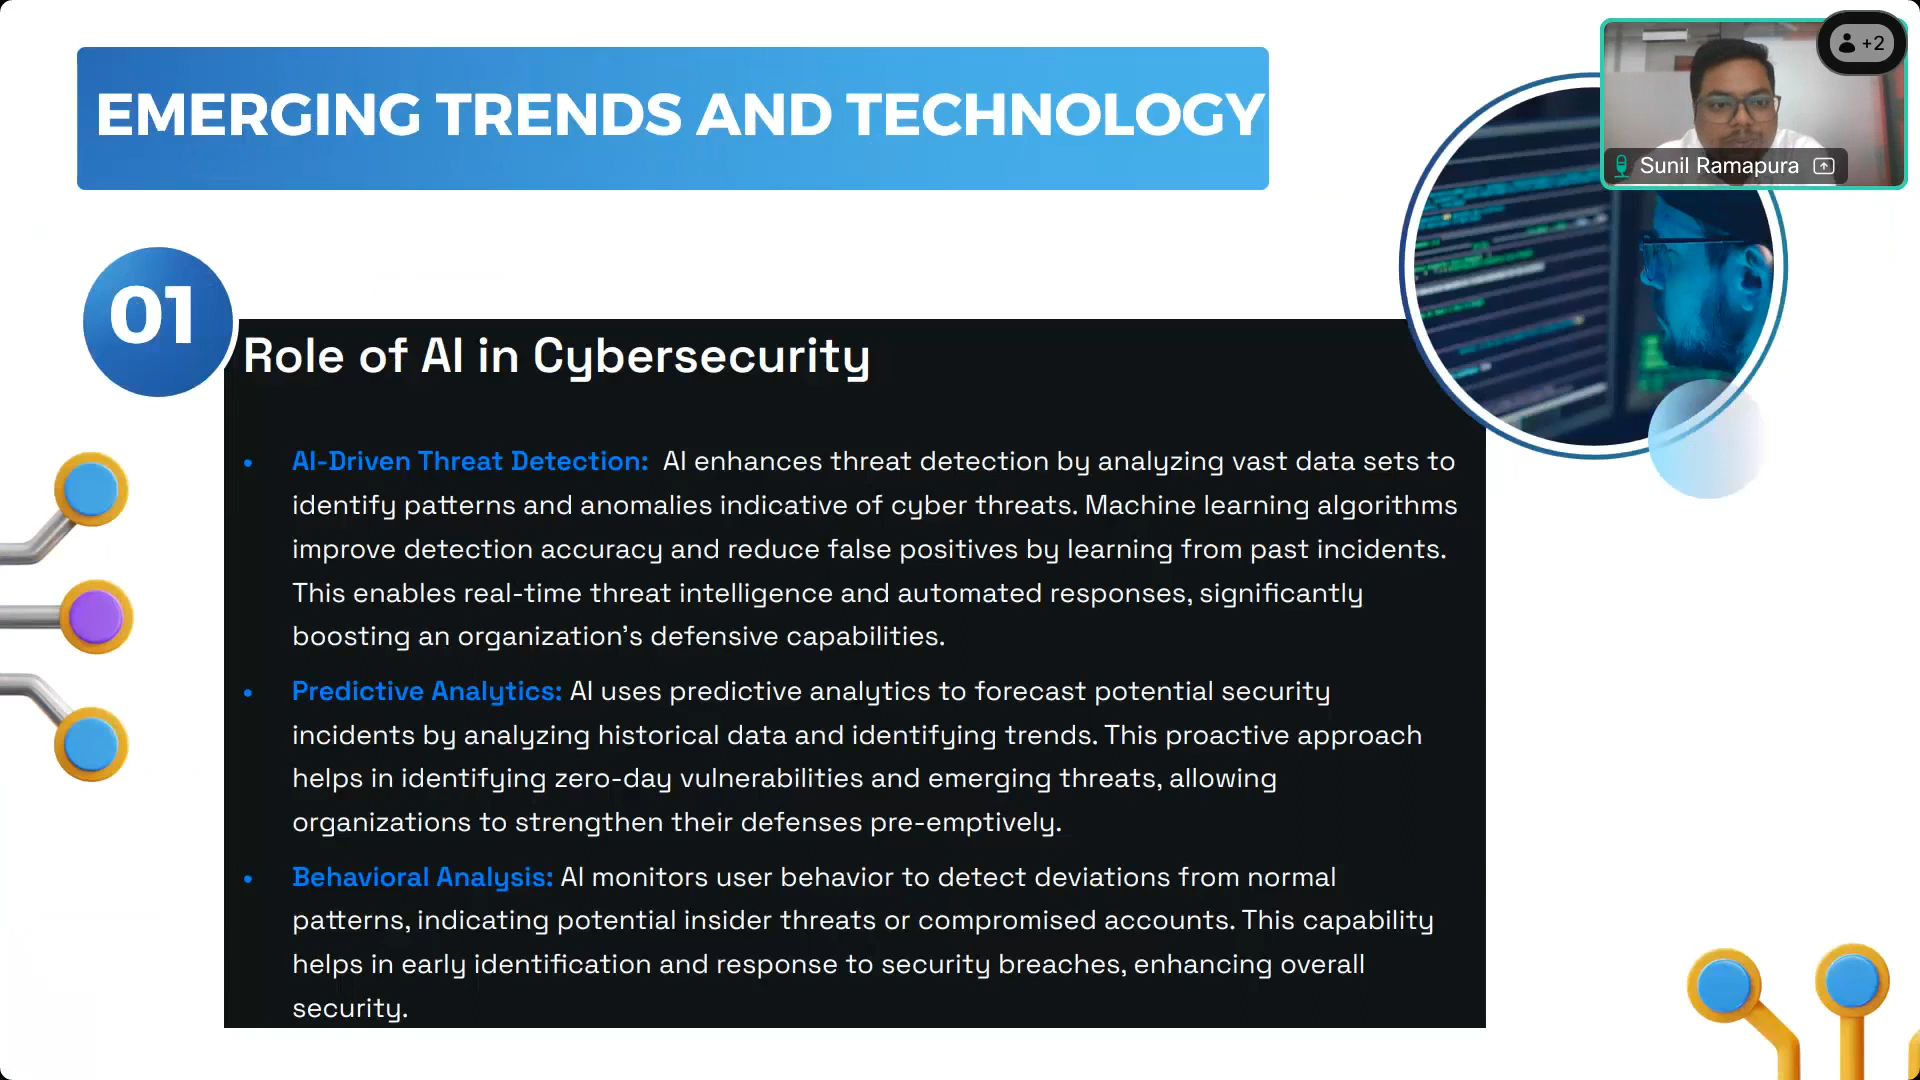 EMERGING TRENDS AND TECHNOLOGY
+2
Sunil Ramapura
01
Role of AI in Cybersecurity
• AI-Driven Threat Detection: AI enhances threat detection by analyzing vast data sets to
identify patterns and anomalies indicative of cyber threats. Machine learning algorithms
improve detection accuracy and reduce false positives by learning from past incidents.
This enables real-time threat intelligence and automated responses, significantly
boosting an organization's defensive capabilities.
• Predictive Analytics: AI uses predictive analytics to forecast potential security
incidents by analyzing historical data and identifying trends. This proactive approach
helps in identifying zero-day vulnerabilities and emerging threats, allowing
organizations to strengthen their defenses pre-emptively.
• Behavioral Analysis: AI monitors user behavior to detect deviations from normal
patterns, indicating potential insider threats or compromised accounts. This capability
helps in early identification and response to security breaches, enhancing overall
security.